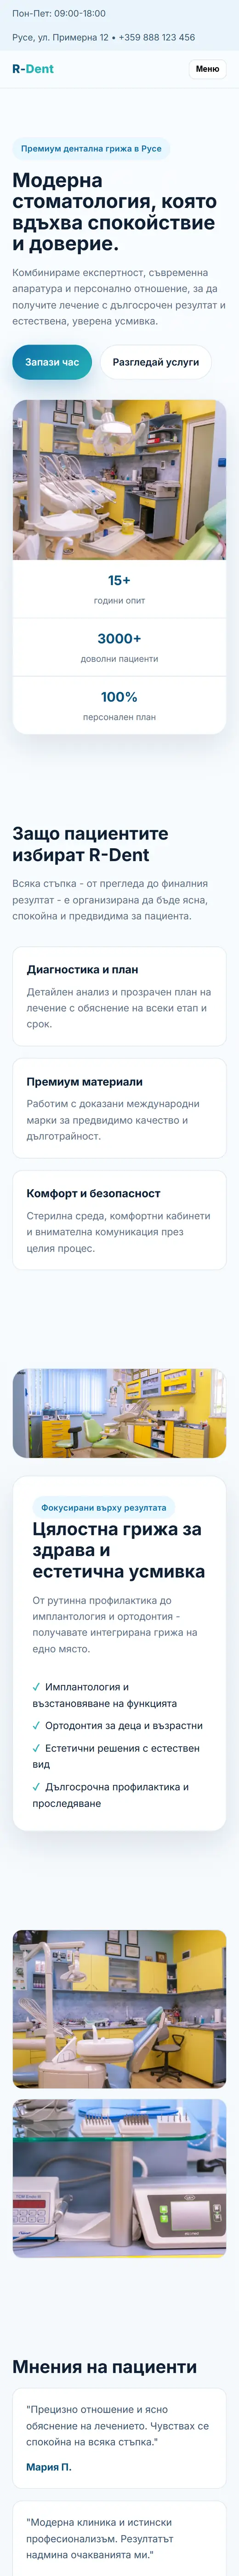 Пон-Пет: 09:00-18:00
Русе, ул. Примерна 12 • +359 888 123 456
R-Dent
Меню
Премиум дентална грижа в Русе
Модерна
стоматология, която
вдъхва спокойствие
и доверие.
Комбинираме експертност, съвременна
апаратура и персонално отношение, за да
получите лечение с дългосрочен резултат и
естествена, уверена усмивка.
Запази час
Разгледай услуги
15+
години опит
3000+
доволни пациенти
100%
персонален план
Защо пациентите
избират R-Dent
Всяка стъпка - от прегледа до финалния
резултат - е организирана да бъде ясна,
спокойна и предвидима за пациента.
Диагностика и план
Детайлен анализ и прозрачен план на
лечение с обяснение на всеки етап и
срок.
Премиум материали
Работим с доказани международни
марки за предвидимо качество и
дълготрайност.
Комфорт и безопасност
Стерилна среда, комфортни кабинети
и внимателна комуникация през
целия процес.
Фокусирани върху резултата
Цялостна грижа за
здрава и
естетична усмивка
От рутинна профилактика до
имплантология и ортодонтия -
получавате интегрирана грижа на
едно място.
✓ Имплантология и
възстановяване на функцията
✓ Ортодонтия за деца и възрастни
✓ Естетични решения с естествен
вид
✓ Дългосрочна профилактика и
проследяване
Мнения на пациенти
"Прецизно отношение и ясно
обяснение на лечението. Чувствах се
спокойна на всяка стъпка."
Мария П.
"Модерна клиника и истински
професионализъм. Резултатът
надмина очакванията ми."